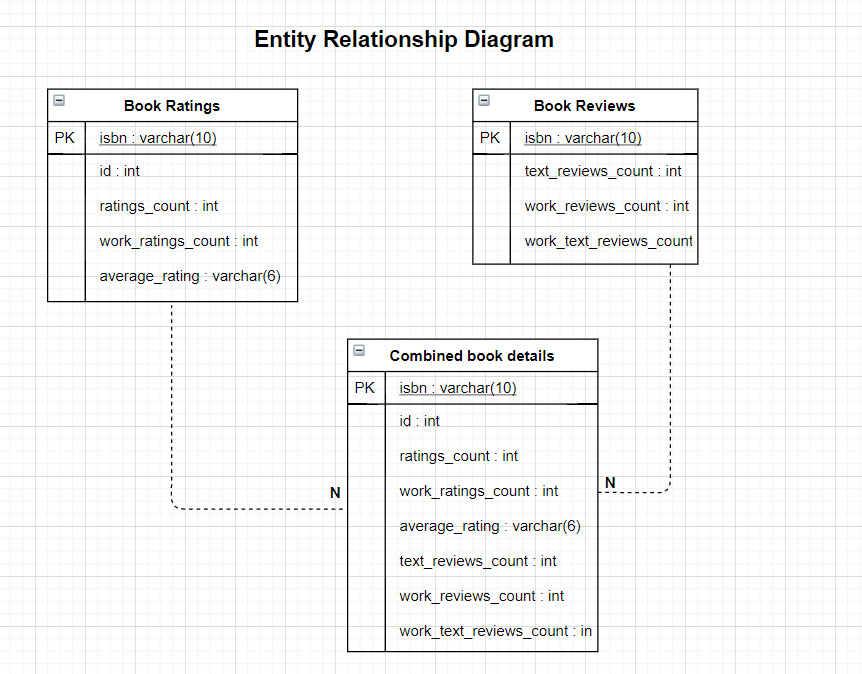 Entity Relationship Diagram
Book Ratings
PK isbn : varchar(10)
id : int
ratings_count : int
work_ratings_count : int
average_rating : varchar(6)
Book Reviews
PK isbn : varchar(10)
text_reviews_count : int
work_reviews_count : int
work_text_reviews_count
Combined book details
PK isbn : varchar(10)
id : int
ratings_count : int
work_ratings_count : int
average_rating : varchar(6)
text_reviews_count : int
work_reviews_count : int
work_text_reviews_count : in
N
N